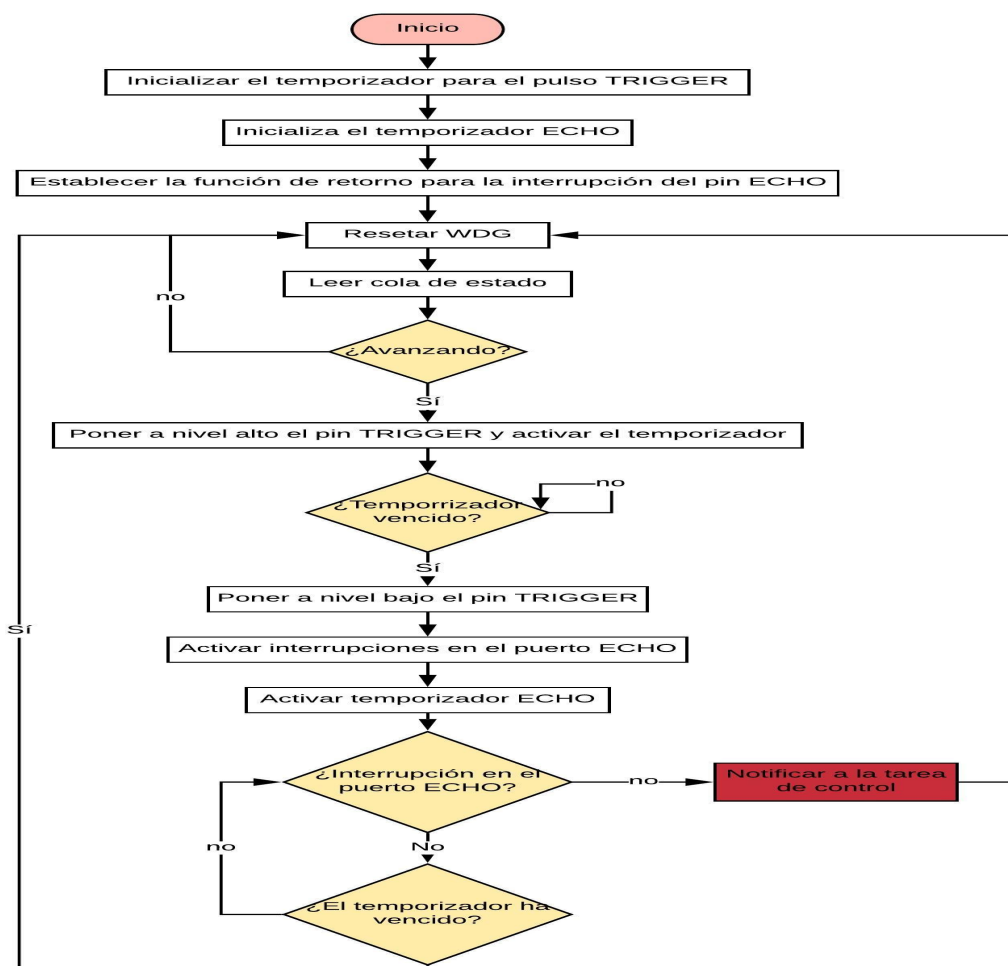 Inicio
Inicializar el temporizador para el pulso TRIGGER
Inicializa el temporizador ECHO
Establecer la función de retorno para la interrupción del pin ECHO
Resetar WDG
Leer cola de estado
no
¿Avanzando?
Sí
Poner a nivel alto el pin TRIGGER y activar el temporizador
¿Temporrizador
vencido?
no
Sí
Poner a nivel bajo el pin TRIGGER
Sí
Activar interrupciones en el puerto ECHO
Activar temporizador ECHO
¿Interrupción en el
puerto ECHO?
no
Notificar a la tarea
de control
no
No
¿El temporizador ha
vencido?